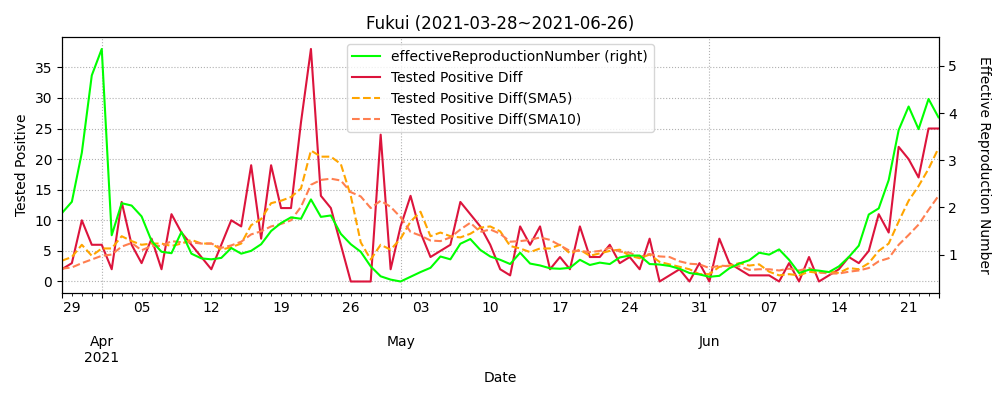 Fukui (2021-03-28~2021-06-26)
effectiveReproductionNumber (right)
Tested Positive Diff
Tested Positive Diff(SMA5)
Tested Positive Diff(SMA10)
Tested Positive
35
30
25
20
15
10
5
0
Effective Reproduction Number
5
4
3
2
1
29 05 12 19 26 03 10 17 24 31 07 14 21
Apr May Jun
2021
Date